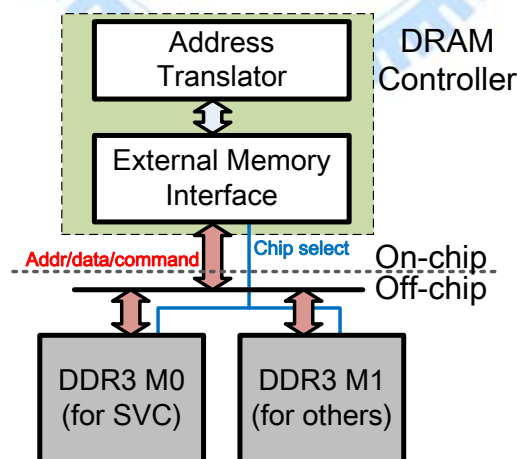 Address
Translator
DRAM
Controller
External Memory
Interface
Addr/data/command
Chip select
On-chip
Off-chip
DDR3 M0
(for SVC)
DDR3 M1
(for others)